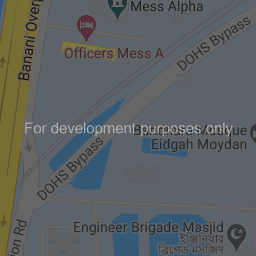 Mess Alpha
Officers Mess A
Banani Over
DOHS Bypass
For development purposes only
Eidgah Moydan
DOHS Bypass
on Rd
Engineer Brigade Masjid
ইঞ্জিনিয়ার
ব্রিগেড মসজিদ